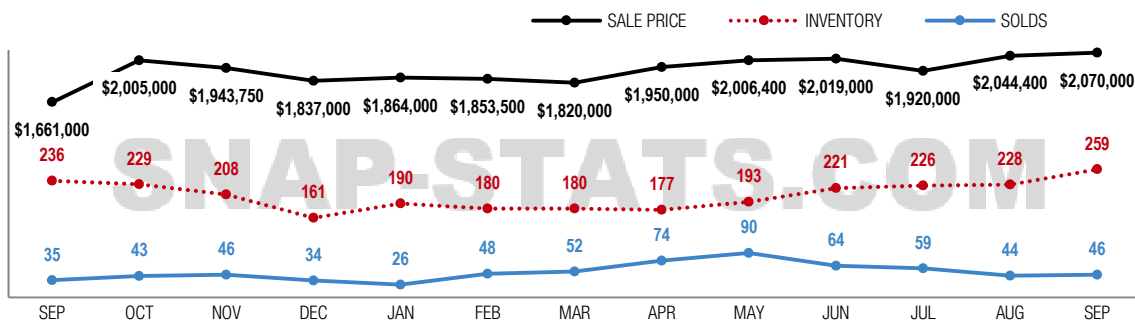 SALE PRICE INVENTORY SOLDS
$1,661,000 $2,005,000 $1,943,750 $1,837,000 $1,864,000 $1,853,500 $1,820,000 $1,950,000 $2,006,400 $2,019,000 $1,920,000 $2,044,400 $2,070,000
SNAP-STATS.COM
236 229 208 161 190 180 180 177 193 221 226 228 259
35 43 46 34 26 48 52 74 90 64 59 44 46
SEP OCT NOV DEC JAN FEB MAR APR MAY JUN JUL AUG SEP